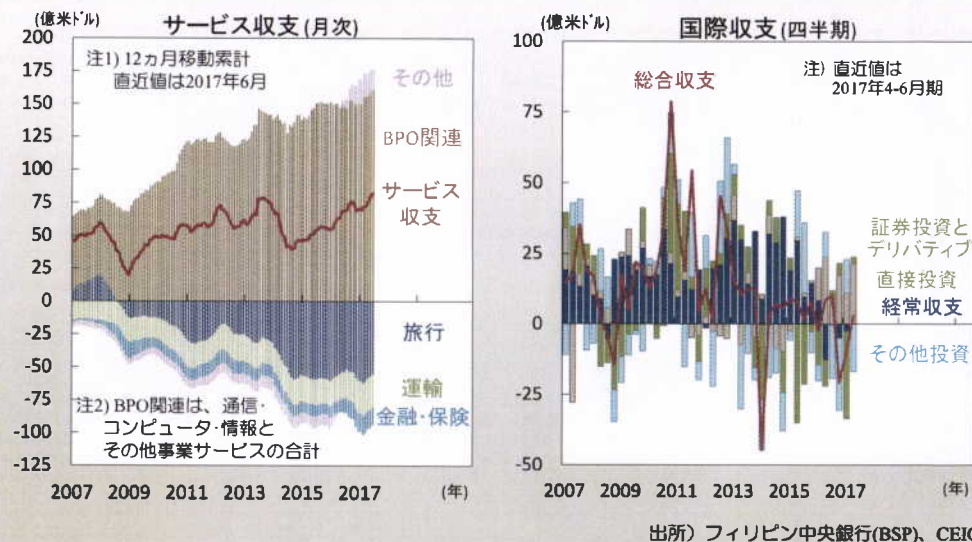 サービス収支 (月次)
(億米ドル)
200
175
150
125
100
75
50
25
0
-25
-50
-75
-100
-125
注1) 12ヵ月移動累計
直近値は2017年6月
その他
BPO関連
サービス
収支
旅行
運輸
金融・保険
注2) BPO関連は、通信・
コンピュータ・情報と
その他事業サービスの合計
2007 2009 2011 2013 2015 2017 (年)
国際収支 (四半期)
(億米ドル)
100
75
50
25
0
-25
-50
総合収支
注) 直近値は
2017年4-6月期
証券投資と
デリバティブ
直接投資
経常収支
その他投資
2007 2009 2011 2013 2015 2017 (年)
出所）フィリピン中央銀行(BSP)、CEIC